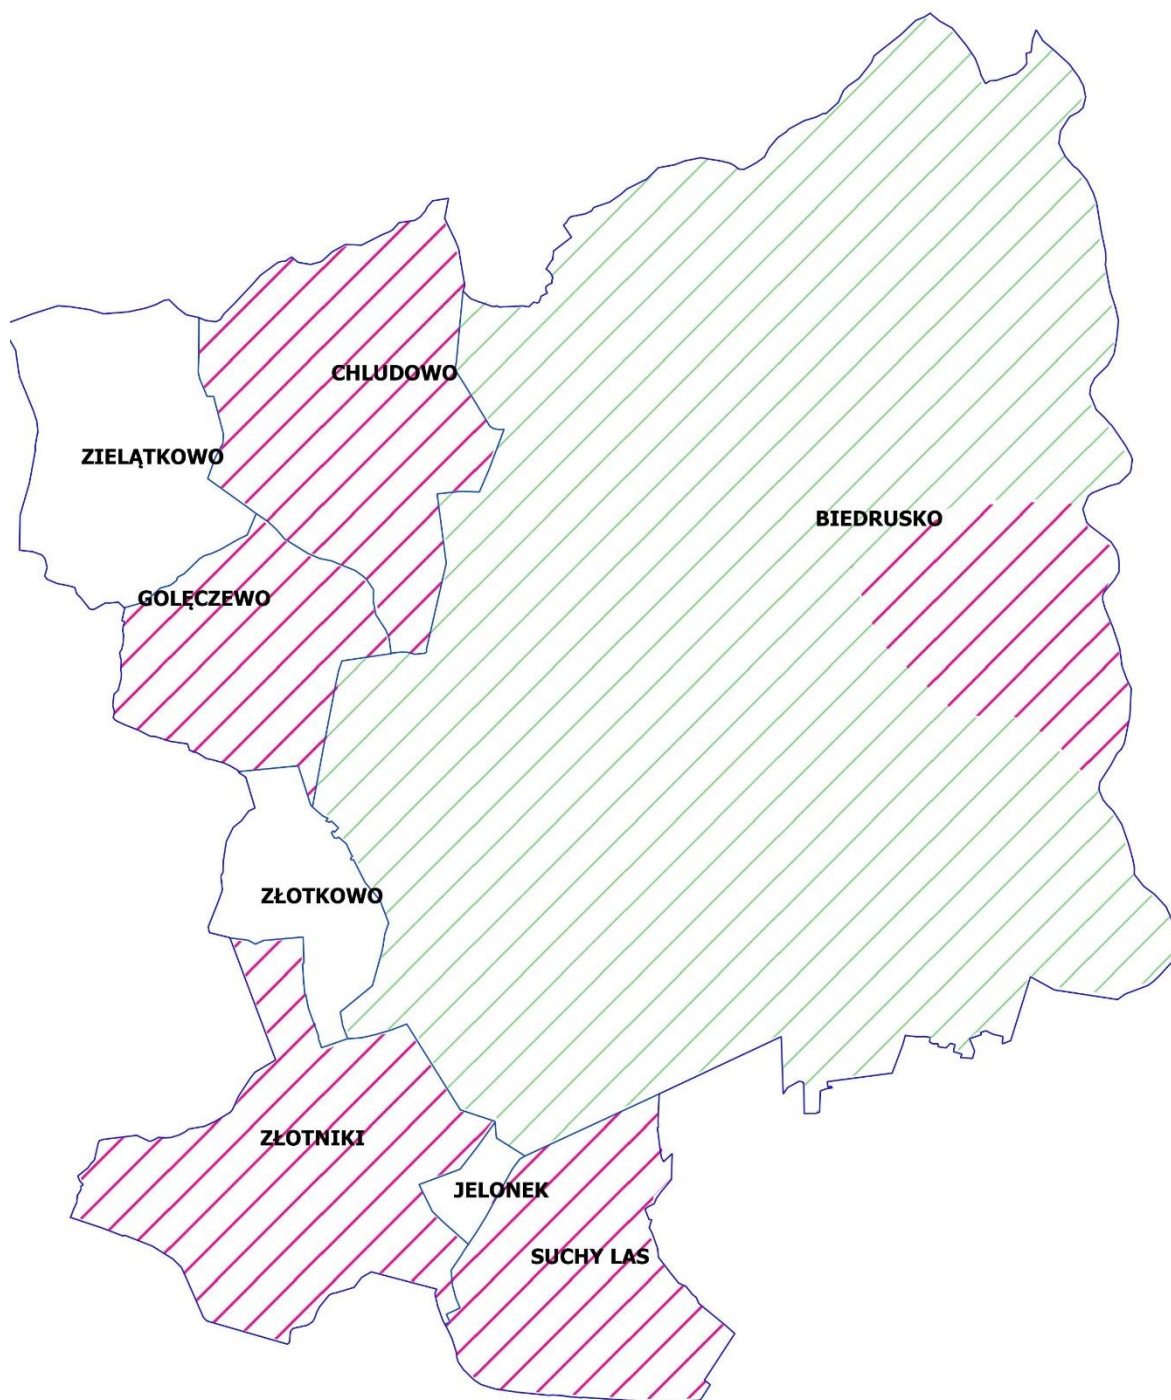 CHLUDOWO
ZIELĄTKOWO
BIEDRUSKO
GOLĘCZEWO
ZŁOTKOWO
ZŁOTNIKI
JELONEK
SUCHY LAS